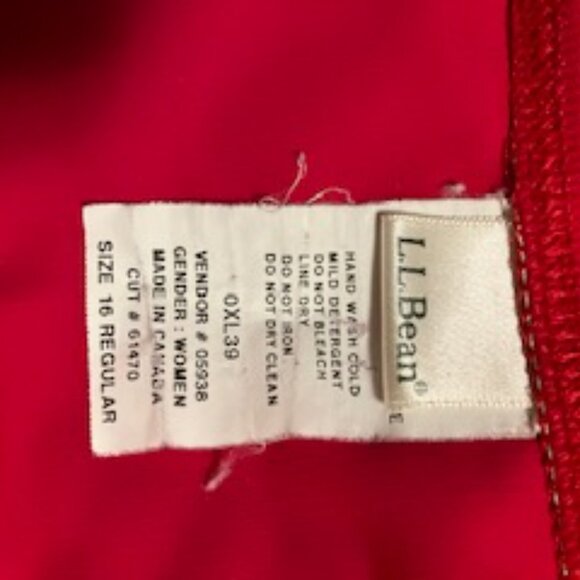 L.L.Bean®
E
HAND WASH COLD
MILD DETERGENT
DO NOT BLEACH
LINE DRY
DO NOT IRON
DO NOT DRY CLEAN
0XL39
VENDOR # 05938
GENDER : WOMEN
MADE IN CANADA
CUT # 61470
SIZE 16 REGULAR